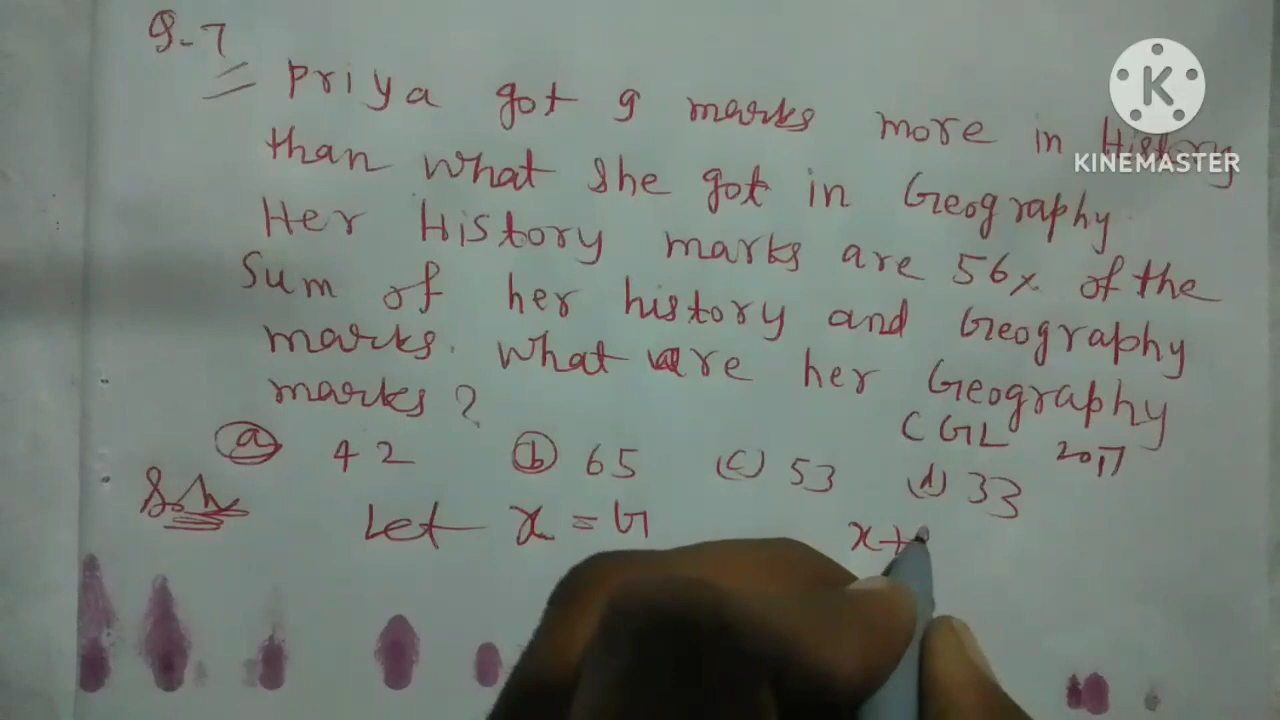 Q-7
Priya got 9 marks more in History
than what she got in Geography.
Her History marks are 56% of the
Sum of her history and Geography
marks. What are her Geography
marks?
CGL 2017
(a) 42 (b) 65 (c) 53 (d) 33
Soln
Let x = G x+
K
KINEMASTER